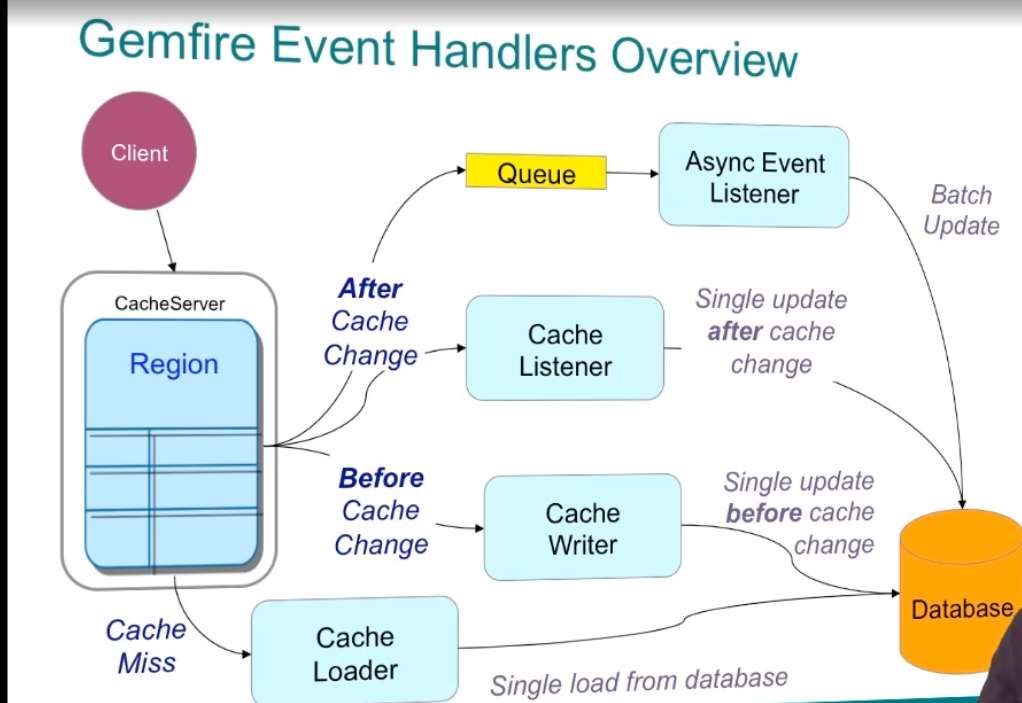 Gemfire Event Handlers Overview
Client
Queue
Async Event
Listener
Batch
Update
CacheServer
Region
After
Cache
Change
Cache
Listener
Single update
after cache
change
Before
Cache
Change
Cache
Writer
Single update
before cache
change
Database
Cache
Miss
Cache
Loader
Single load from database